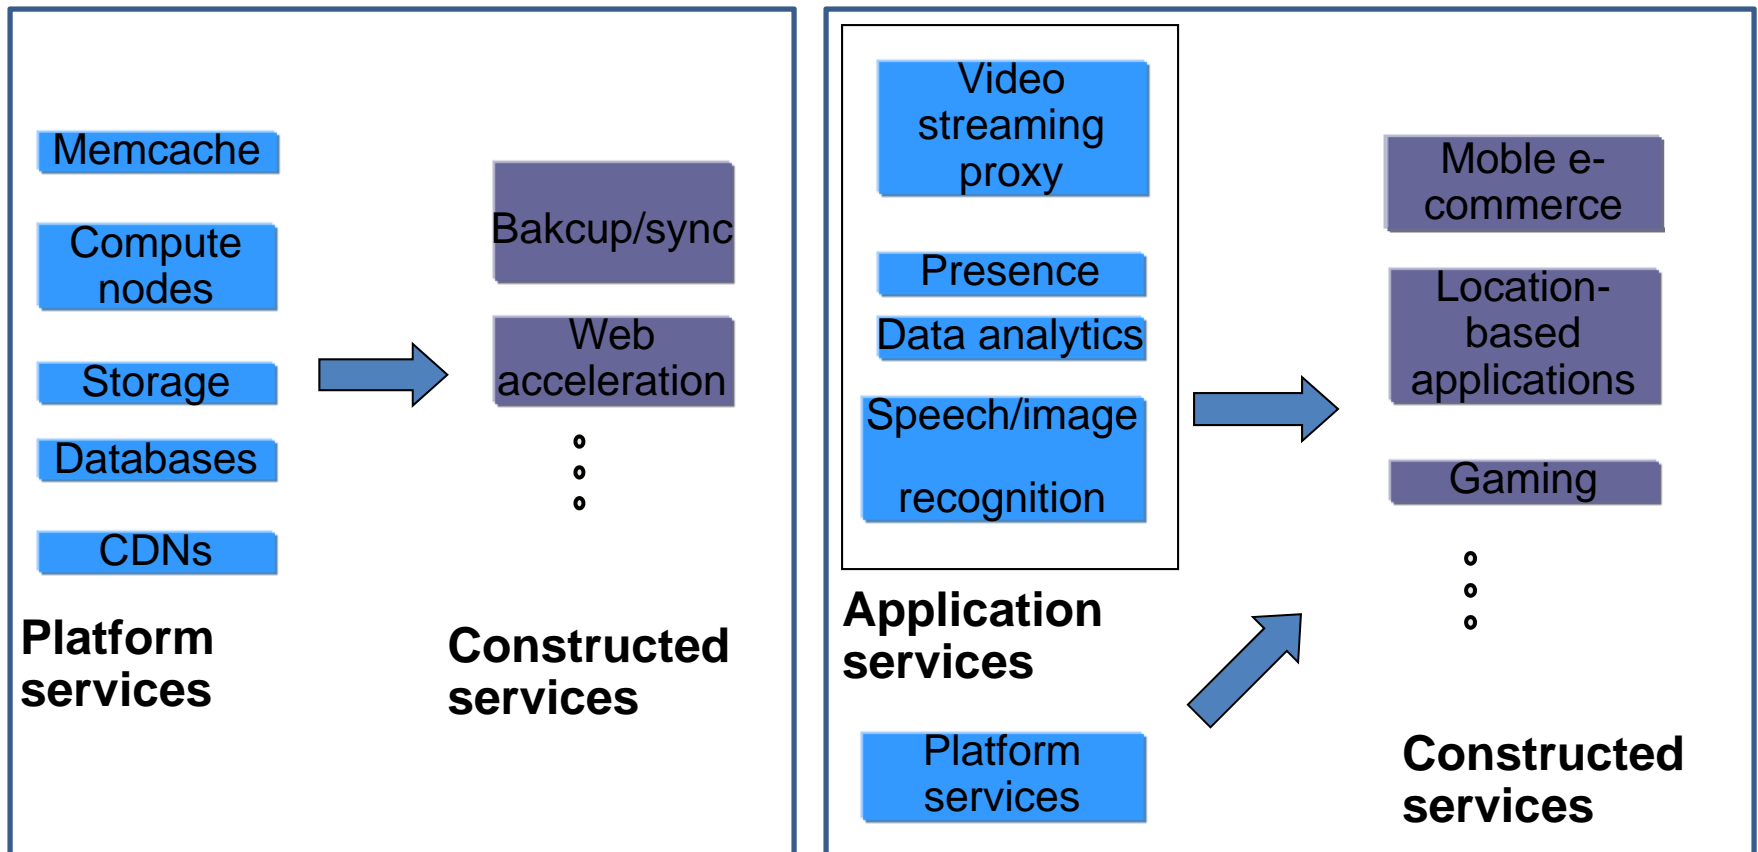 Memcache
Compute
nodes
Storage
Databases
CDNs
Platform
services
Bakcup/sync
Web
acceleration
Constructed
services
Video
streaming
proxy
Presence
Data analytics
Speech/image
recognition
Application
services
Platform
services
Moble e-
commerce
Location-
based
applications
Gaming
Constructed
services